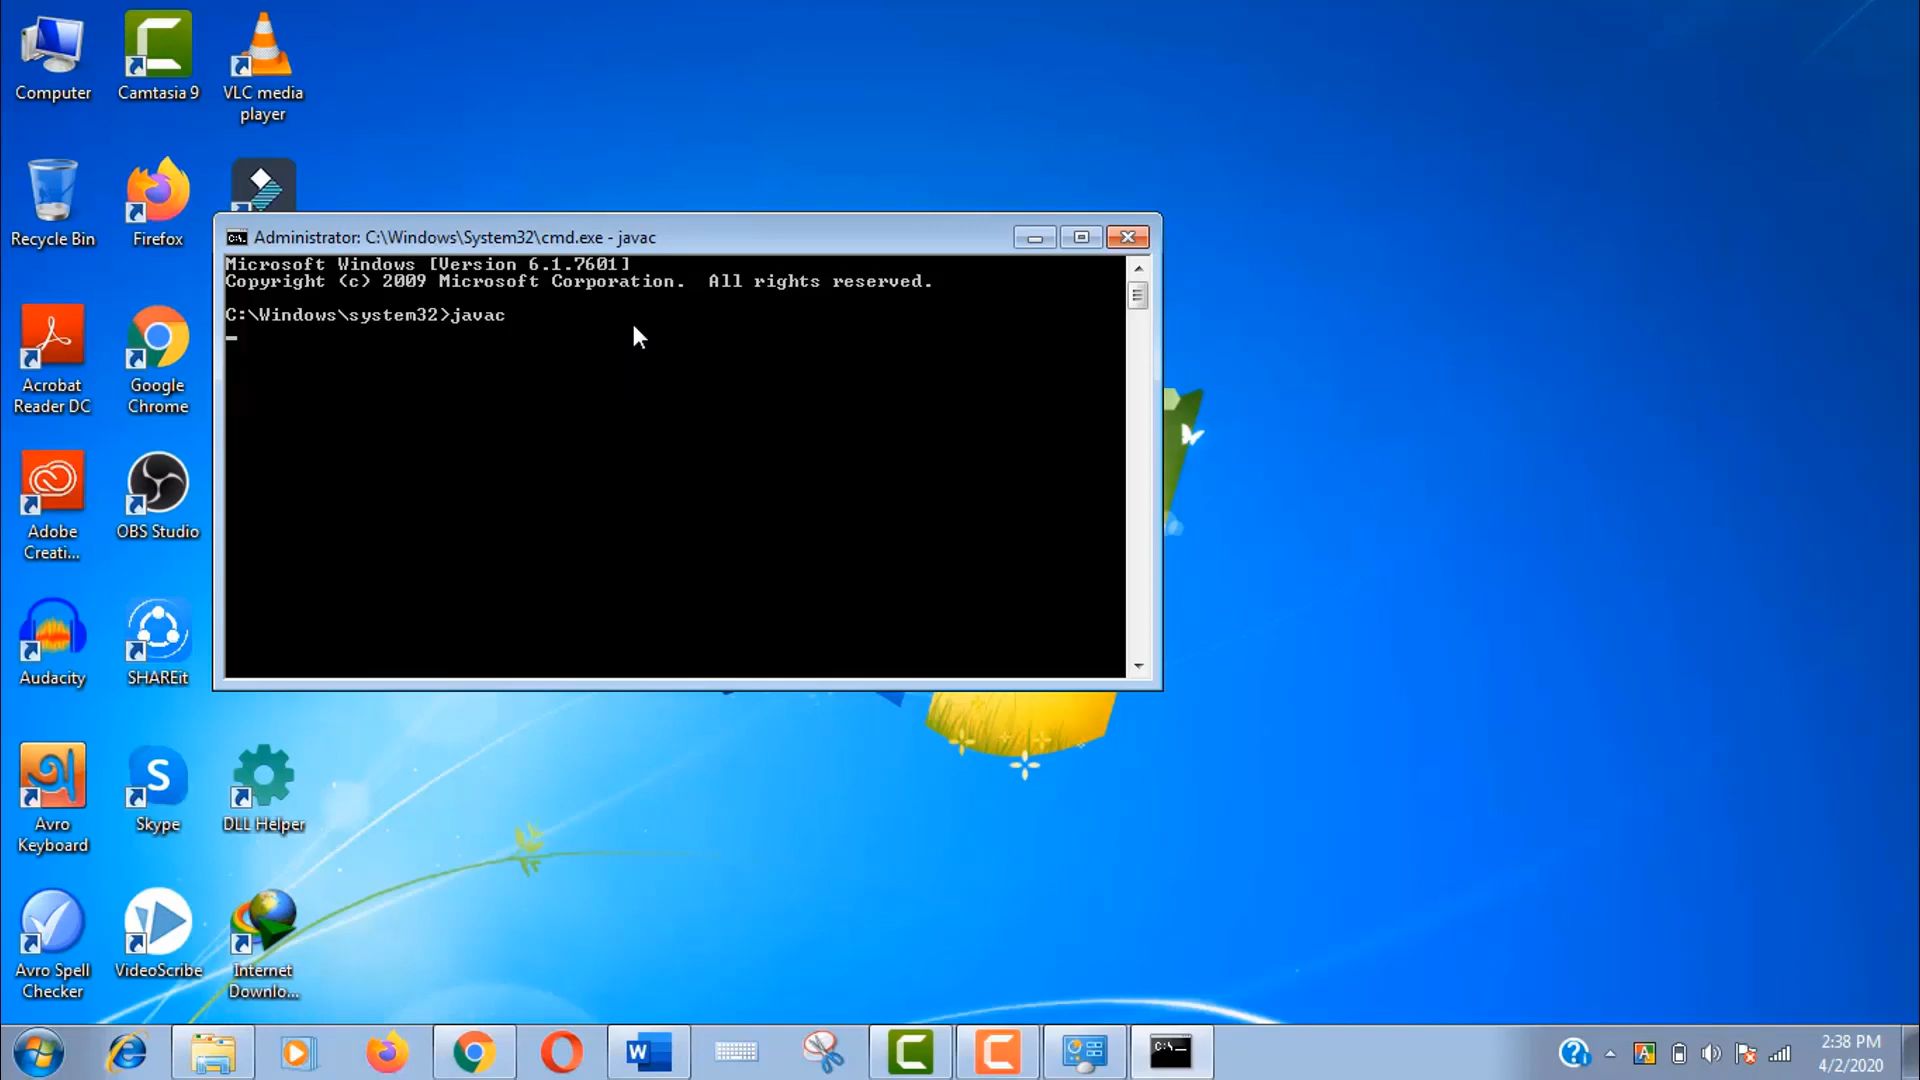 Computer
Camtasia 9
VLC media
player
Recycle Bin
Firefox
Administrator: C:\Windows\System32\cmd.exe - javac
Microsoft Windows [Version 6.1.7601]
Copyright (c) 2009 Microsoft Corporation.  All rights reserved.
C:\Windows\system32>javac
Acrobat
Reader DC
Google
Chrome
Adobe
Creati...
OBS Studio
Audacity
SHAREit
Avro
Keyboard
Skype
DLL Helper
Avro Spell
Checker
VideoScribe
Internet
Downlo...
2:38 PM
4/2/2020